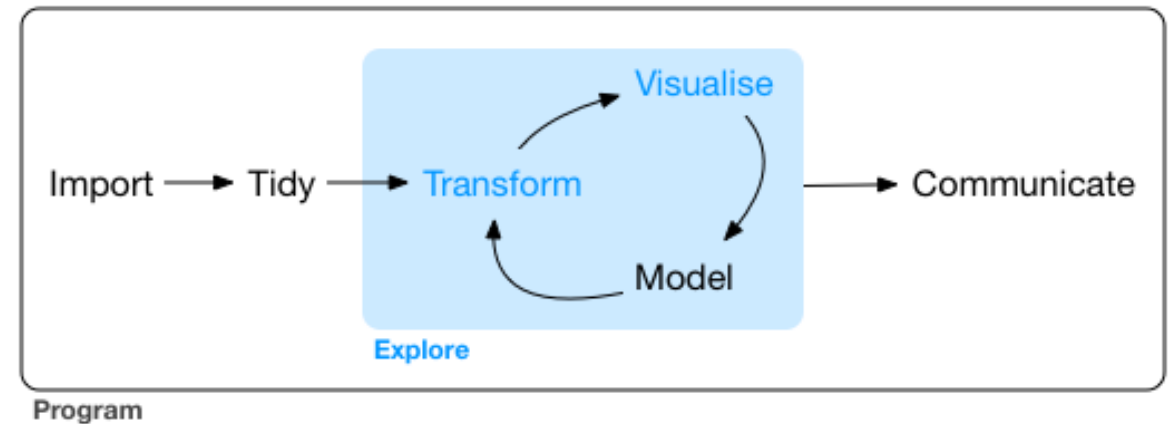 Visualise
Import Tidy Transform Communicate
Model
Explore
Program